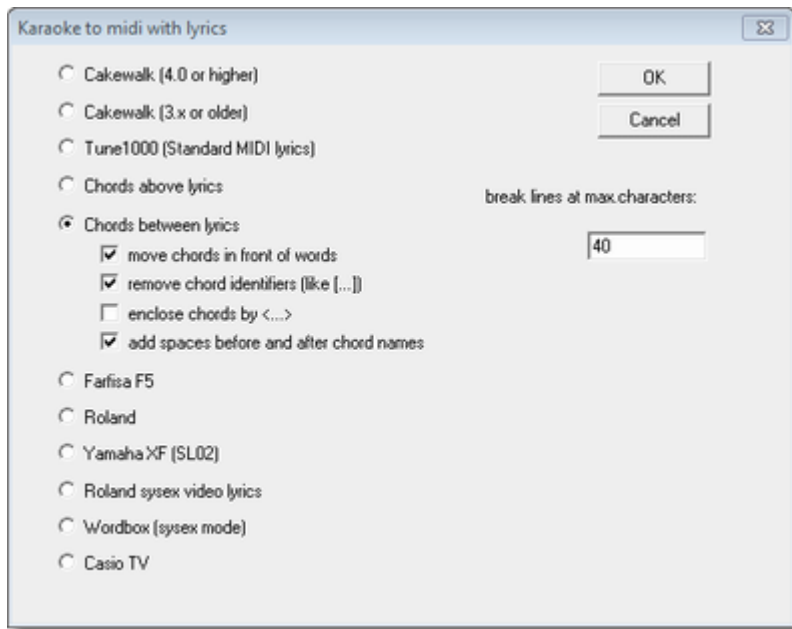 Karaoke to midi with lyrics
Cakewalk (4.0 or higher)
OK
Cakewalk (3.x or older)
Cancel
Tune1000 (Standard MIDI lyrics)
Chords above lyrics
break lines at max.characters:
Chords between lyrics
40
move chords in front of words
remove chord identifiers (like [...])
enclose chords by <...>
add spaces before and after chord names
Farfisa F5
Roland
Yamaha XF (SL02)
Roland sysex video lyrics
Wordbox (sysex mode)
Casio TV